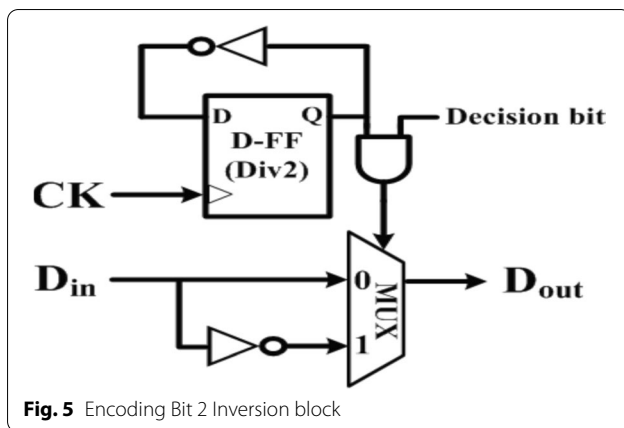 D Q
D-FF
(Div2)
Decision bit
CK
Din
0
MUX
1
Dout
Fig. 5 Encoding Bit 2 Inversion block